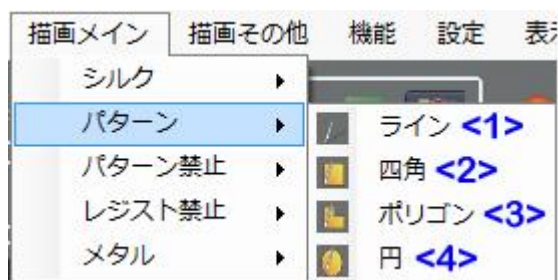 描画メイン 描画その他 機能 設定
シルク
パターン
パターン禁止
レジスト禁止
メタル
ライン <1>
四角 <2>
ポリゴン <3>
円 <4>